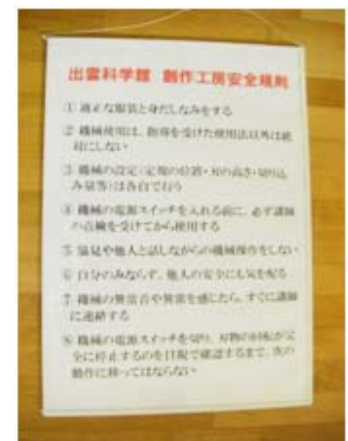 出雲科学館 創作工房安全規則
① 適正な服装と身だしなみをする
② 機械使用は、指導を受けた使用法以外は絶
対にしない
③ 機械の設定(定規の位置・刃の高さ・切り込
み量等)は各自で行う
④ 機械の電源スイッチを入れる前に、必ず講師
の点検を受けてから使用する
⑤ 脇見や他人と話しながらの機械操作をしない
⑥ 自分のみならず、他人の安全にも気を配る
⑦ 機械の異常音や異常を感じたら、すぐに講師
に連絡する
⑧ 機械の電源スイッチを切り、刃物の回転が完
全に停止するのを目視で確認するまで、次の
動作に移ってはならない